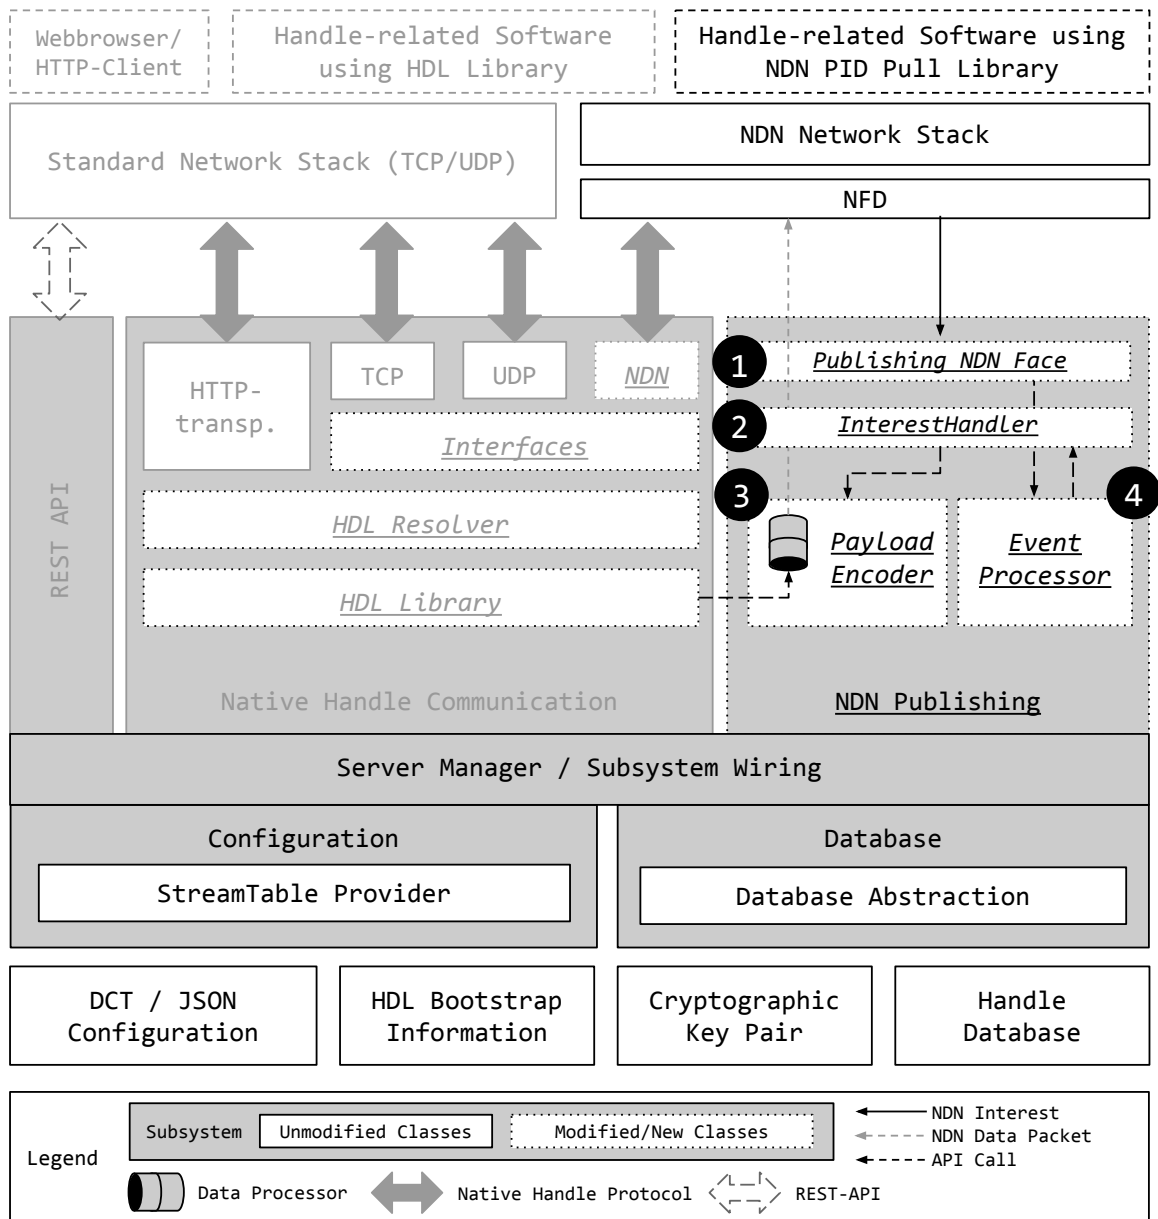 Webbrowser/
HTTP-Client
Handle-related Software
using HDL Library
Handle-related Software using
NDN PID Pull Library
Standard Network Stack (TCP/UDP)
NDN Network Stack
NFD
REST API
HTTP-
transp.
TCP
UDP
NDN
Interfaces
HDL Resolver
HDL Library
Native Handle Communication
1
Publishing NDN Face
2
InterestHandler
3
Payload
Encoder
4
Event
Processor
NDN Publishing
Server Manager / Subsystem Wiring
Configuration
StreamTable Provider
Database
Database Abstraction
DCT / JSON
Configuration
HDL Bootstrap
Information
Cryptographic
Key Pair
Handle
Database
Legend
Subsystem
Unmodified Classes
Modified/New Classes
NDN Interest
NDN Data Packet
API Call
Data Processor
Native Handle Protocol
REST-API